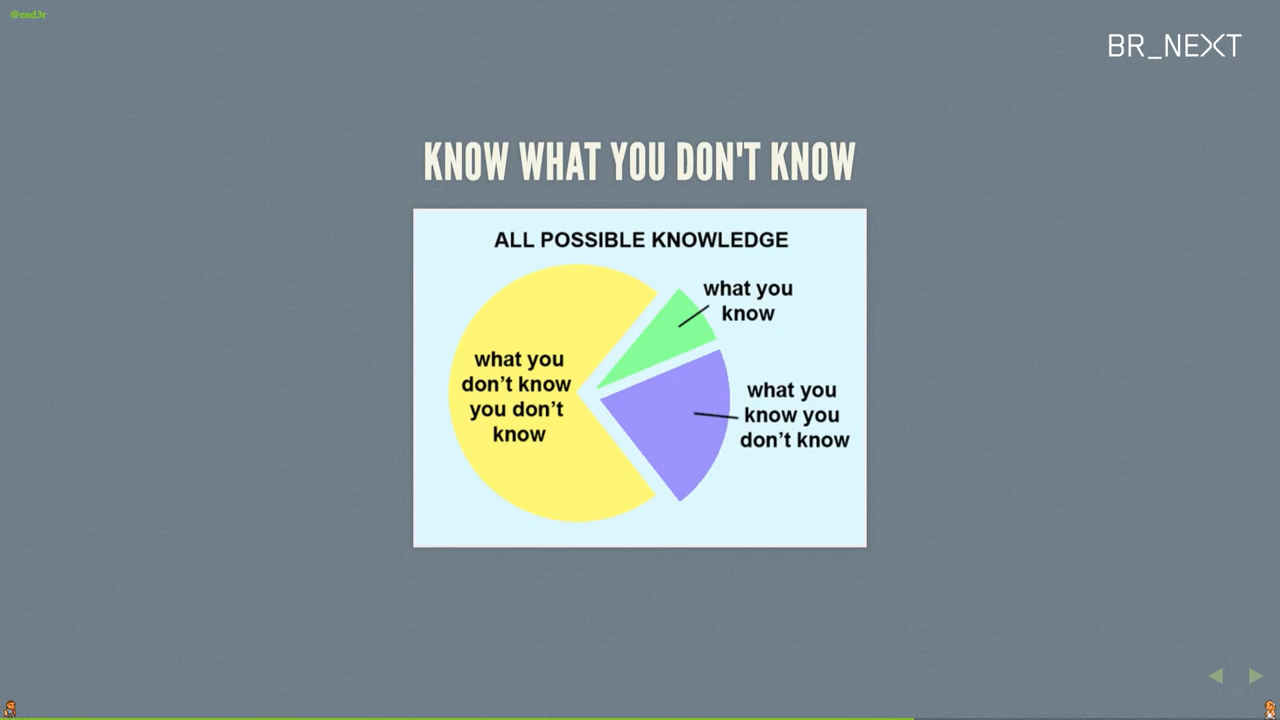 @end3r
BR_NEXT
KNOW WHAT YOU DON'T KNOW
ALL POSSIBLE KNOWLEDGE
what you
know
what you
don’t know
you don’t
know
what you
know you
don’t know